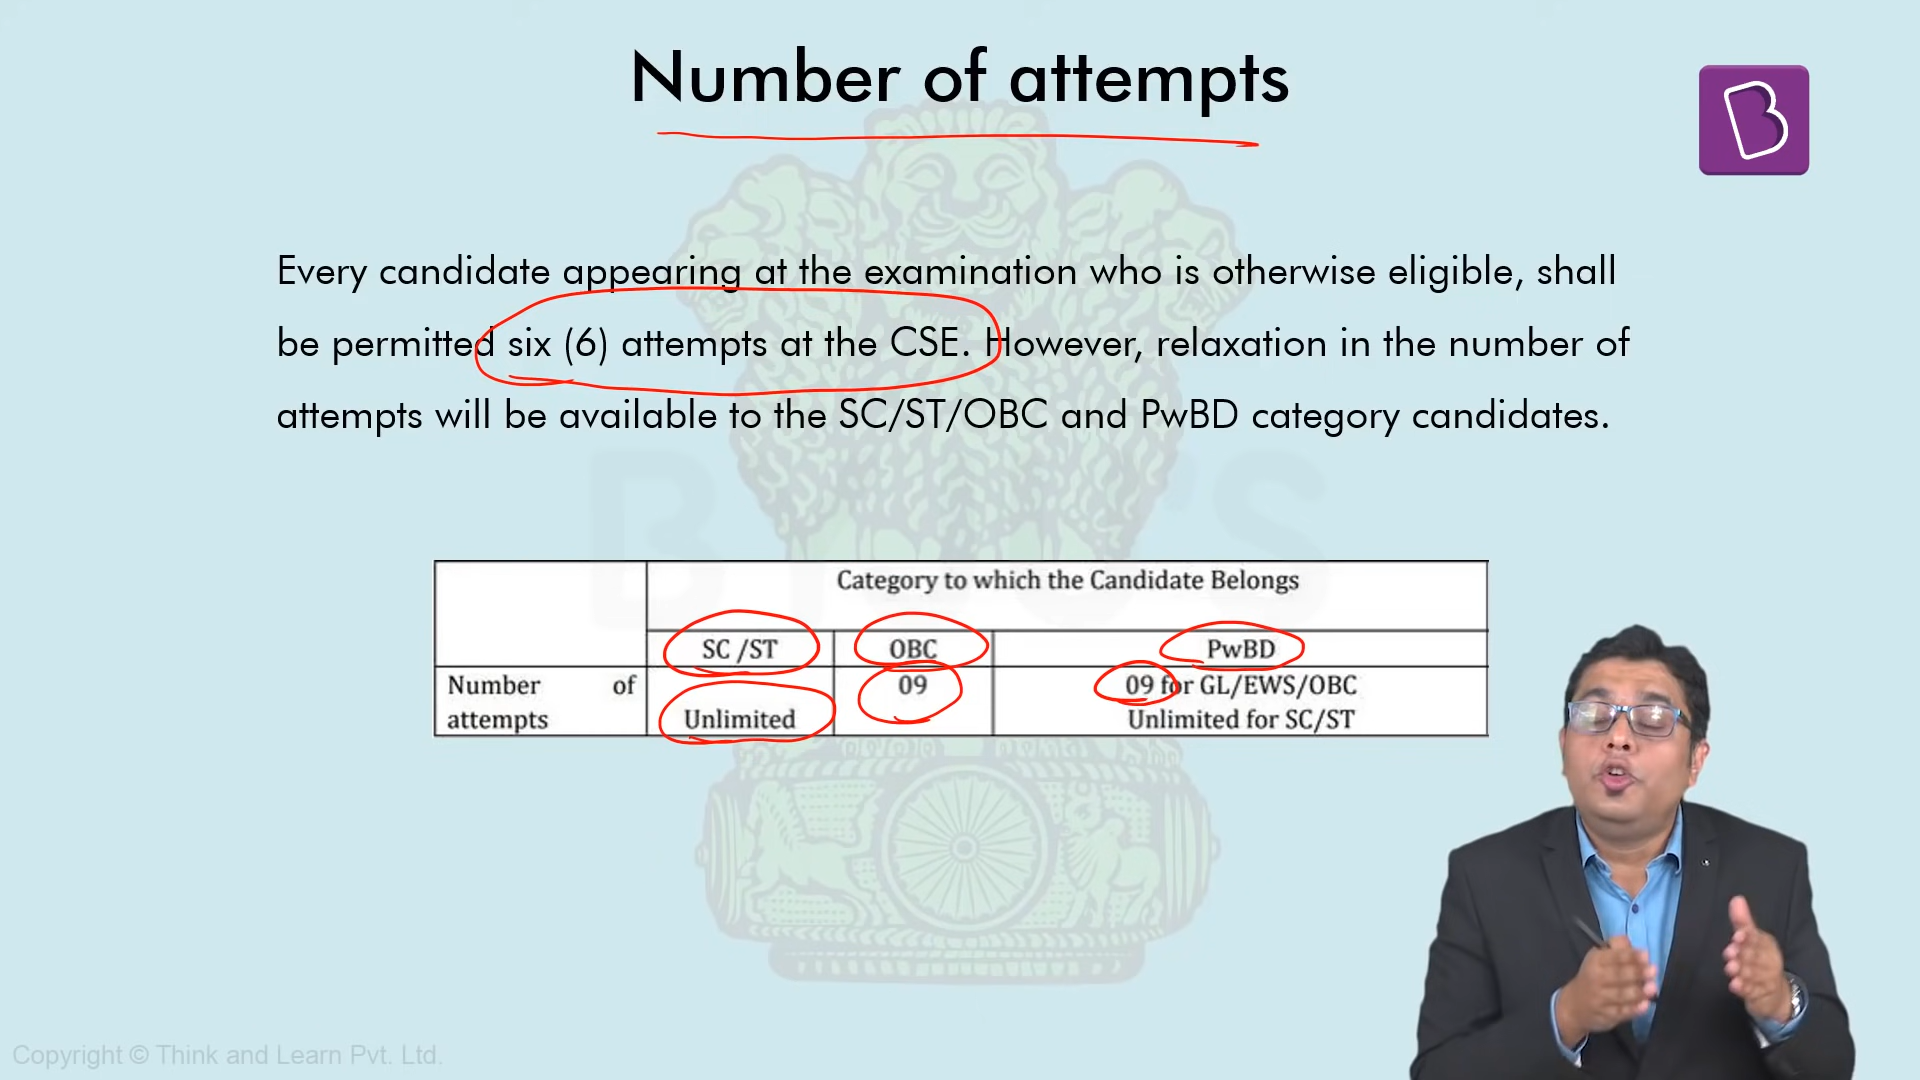 Number of attempts
Every candidate appearing at the examination who is otherwise eligible, shall
be permitted six (6) attempts at the CSE. However, relaxation in the number of
attempts will be available to the SC/ST/OBC and PwBD category candidates.
BYJU'S
Category to which the Candidate Belongs
SC /ST OBC PwBD
Number of attempts
Unlimited
09
09 for GL/EWS/OBC
Unlimited for SC/ST
Copyright © Think and Learn Pvt. Ltd.